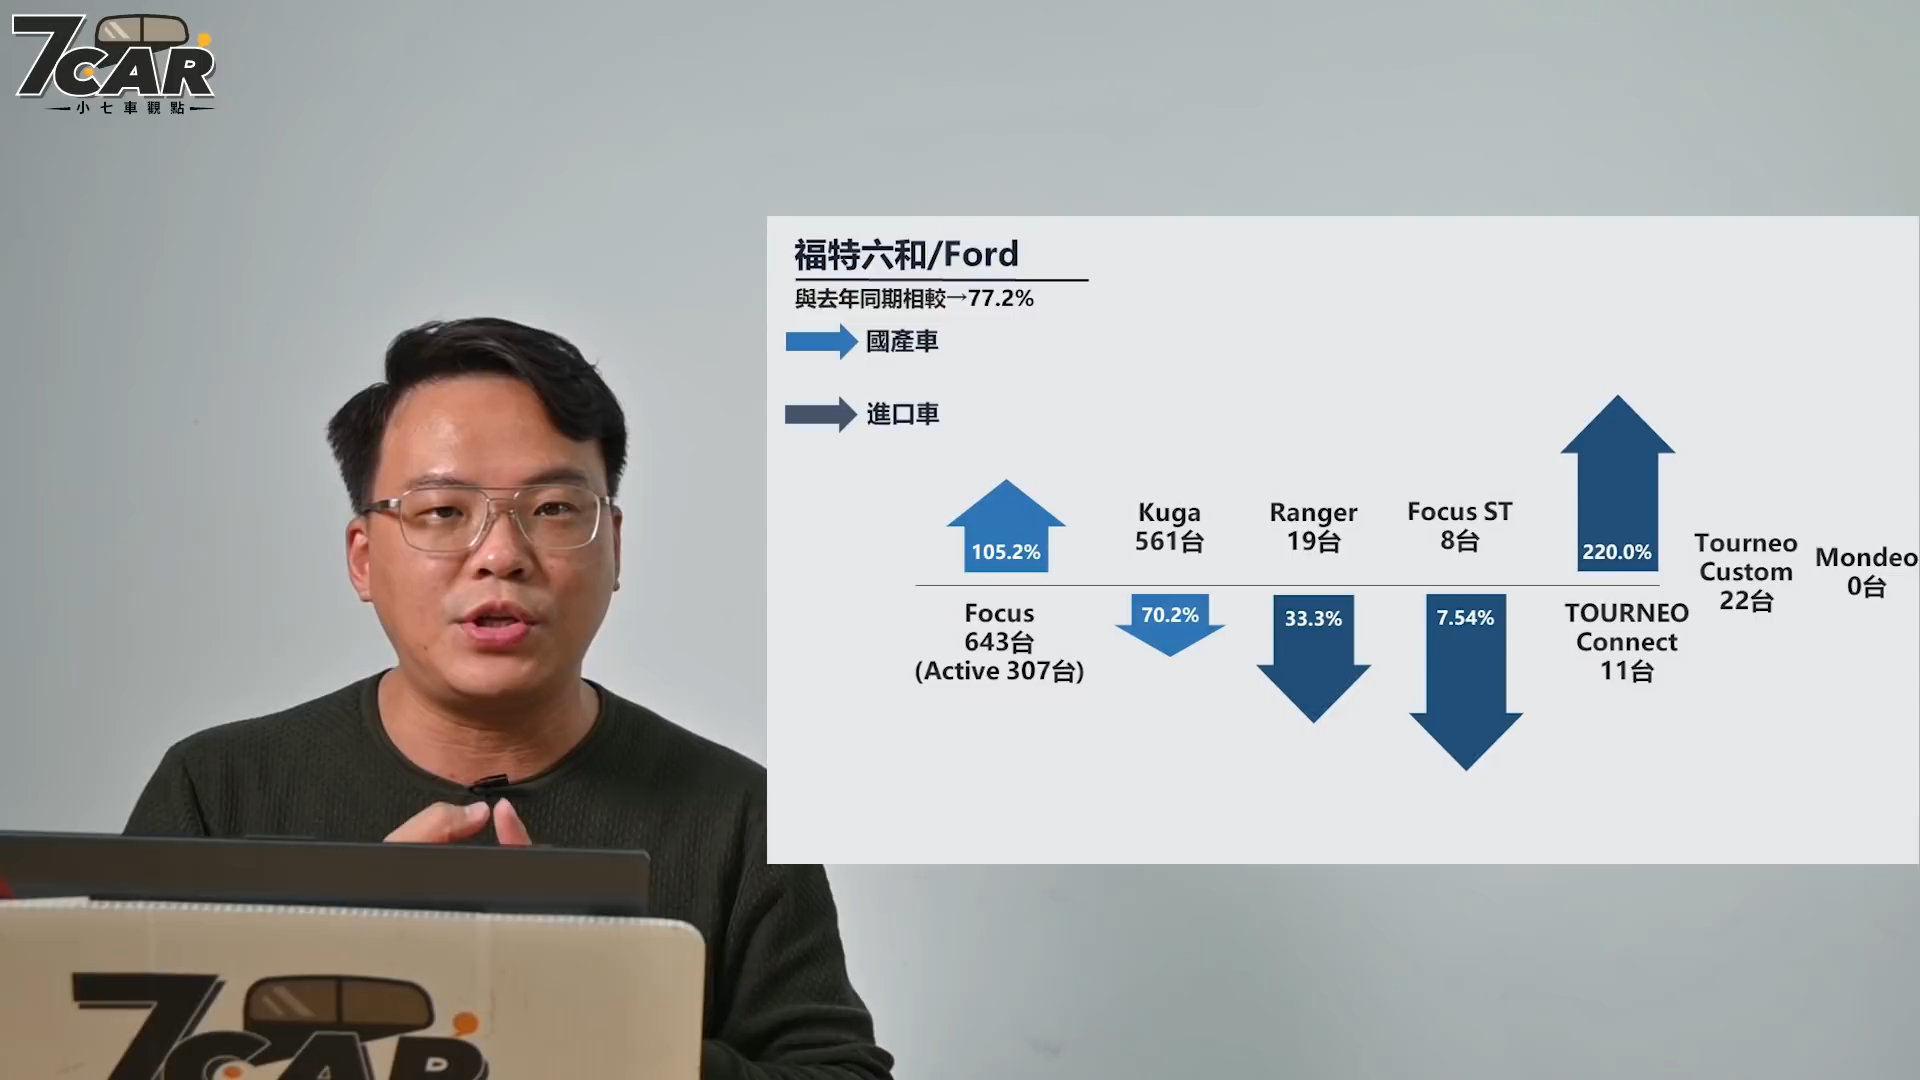 7CAR
小七車觀點
福特六和/Ford
與去年同期相較→77.2%
國產車
進口車
105.2%
Focus
643台
(Active 307台)
Kuga
561台
70.2%
Ranger
19台
33.3%
Focus ST
8台
7.54%
220.0%
TOURNEO
Connect
11台
Tourneo
Custom
22台
Mondeo
0台
7CAR